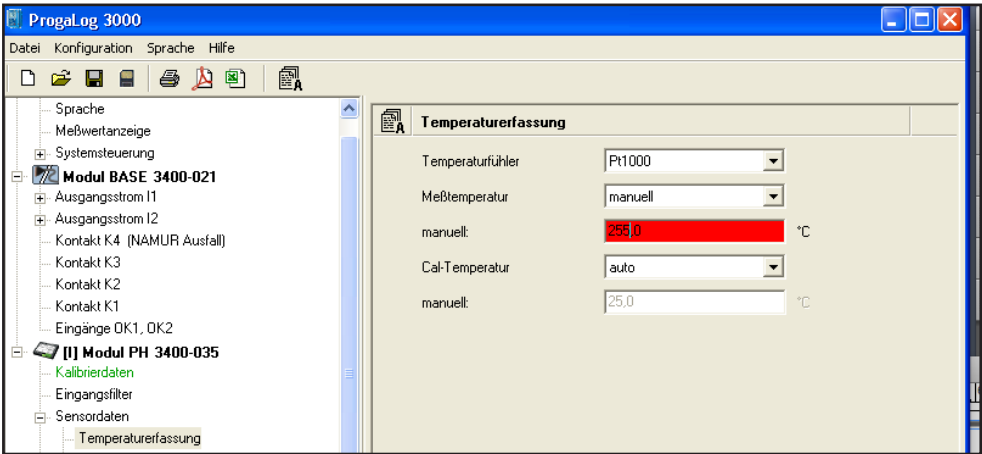 ProgaLog 3000
Datei Konfiguration Sprache Hilfe
Sprache
Meßwertanzeige
Systemsteuerung
Modul BASE 3400-021
Ausgangsstrom I1
Ausgangsstrom I2
Kontakt K4 (NAMUR Ausfall)
Kontakt K3
Kontakt K2
Kontakt K1
Eingänge OK1, OK2
[I] Modul PH 3400-035
Kalibrierdaten
Eingangsfilter
Sensordaten
Temperaturerfassung
Temperaturerfassung
Temperaturfühler Pt1000
Meßtemperatur manuell
manuell: 255,0 °C
Cal-Temperatur auto
manuell: 25,0 °C